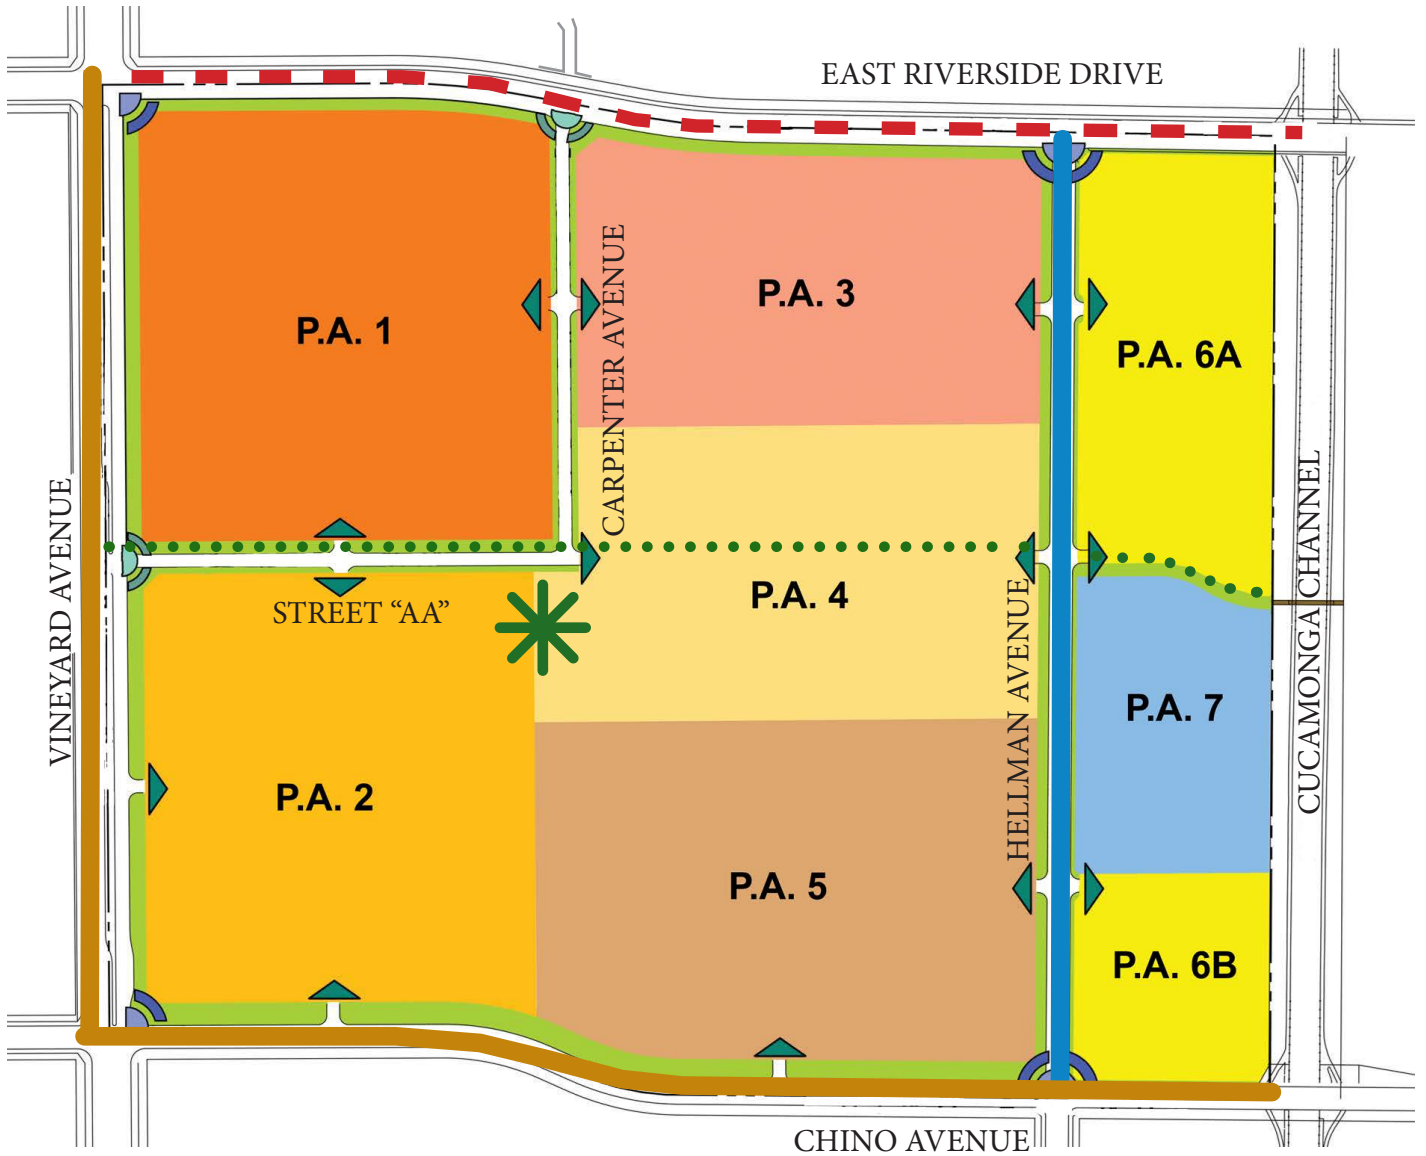 EAST RIVERSIDE DRIVE
P.A. 1
P.A. 3
P.A. 6A
CARPENTER AVENUE
VINEYARD AVENUE
STREET “AA”
P.A. 4
HELLMAN AVENUE
P.A. 7
CUCAMONGA CHANNEL
P.A. 2
P.A. 5
P.A. 6B
CHINO AVENUE